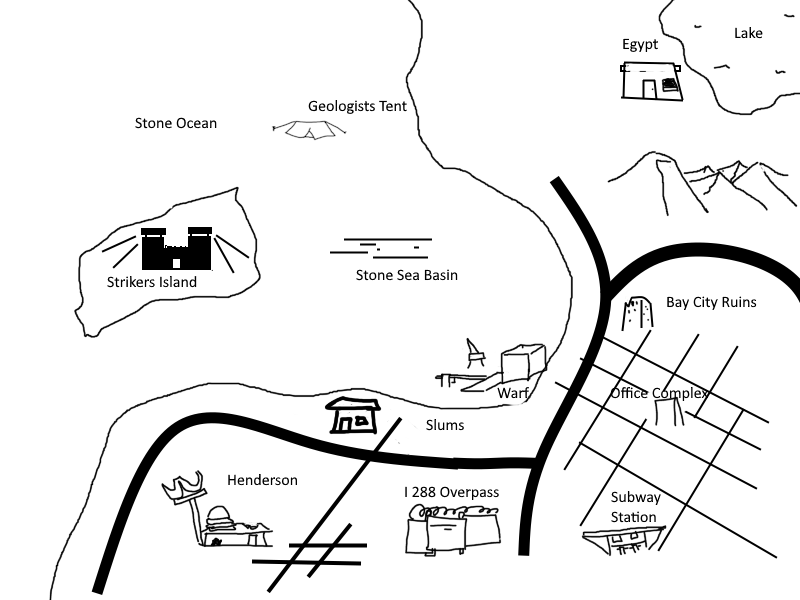 Egypt
Lake
Geologists Tent
Stone Ocean
Strikers Island
Stone Sea Basin
Bay City Ruins
Warf
Office Complex
Slums
Henderson
I 288 Overpass
Subway
Station